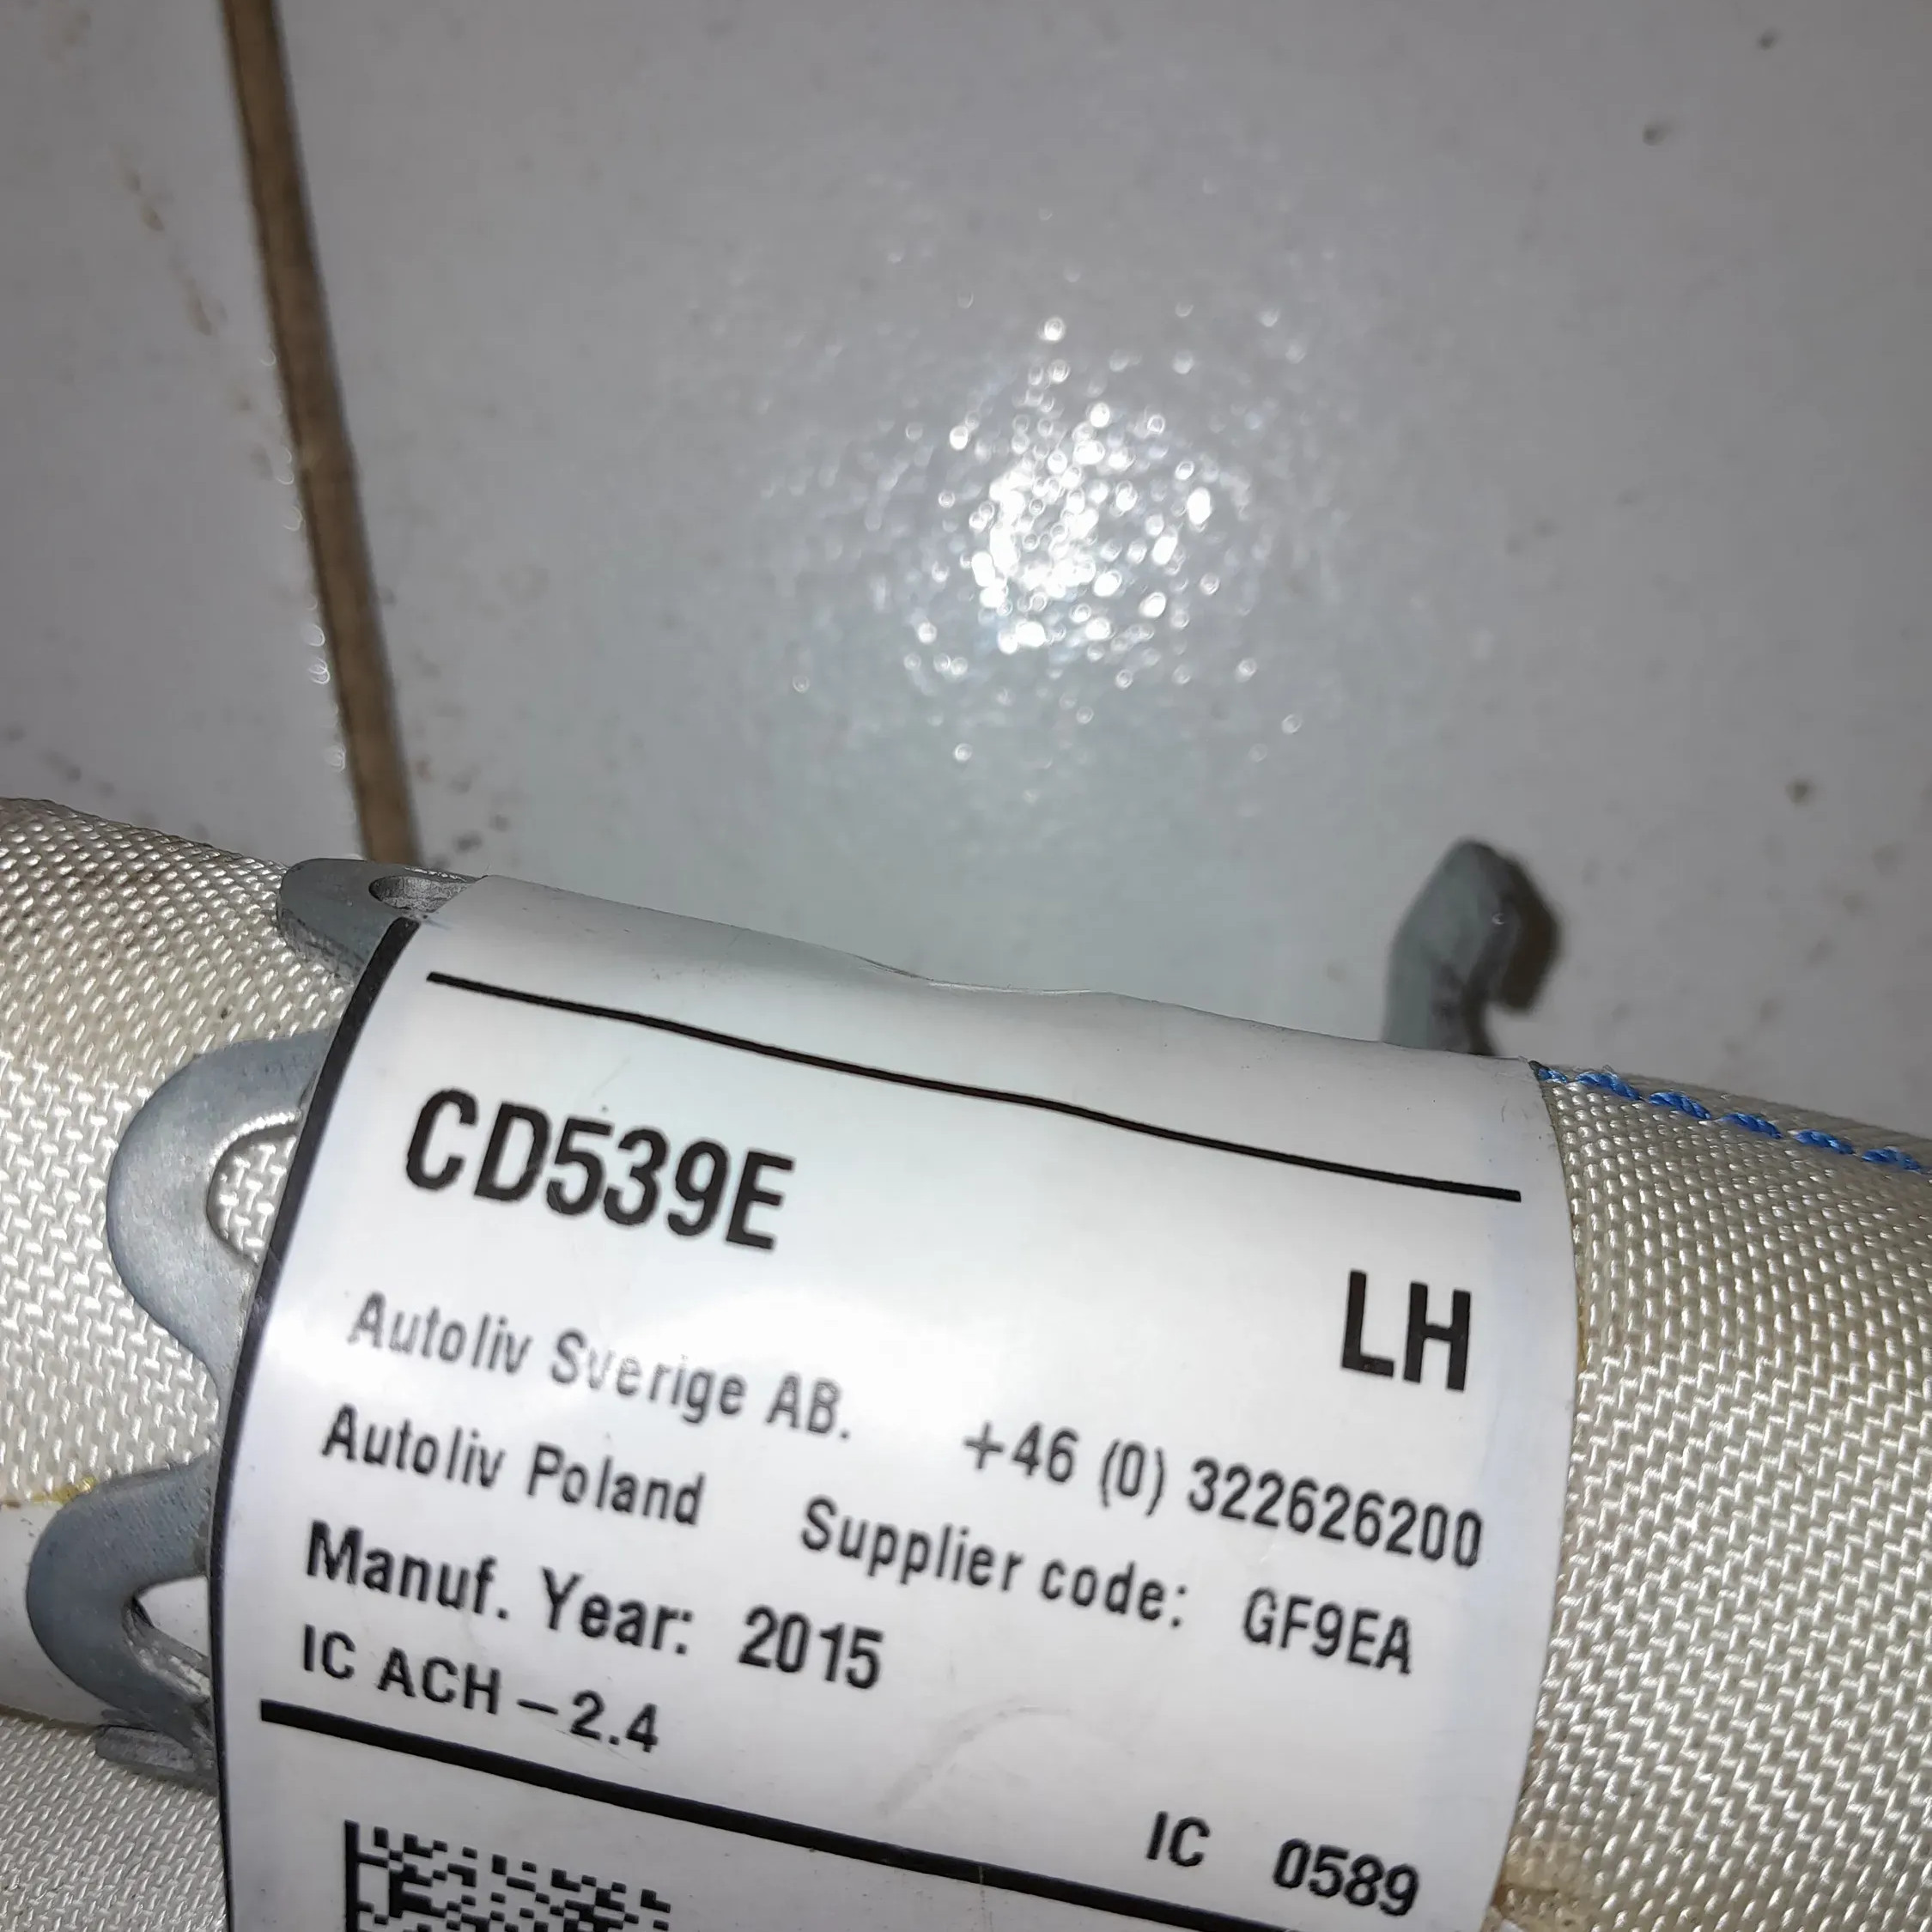 CD539E
LH
Autoliv Sverige AB. +46 (0) 322626200
Autoliv Poland Supplier code: GF9EA
Manuf. Year: 2015
IC ACH -2.4
IC 0589